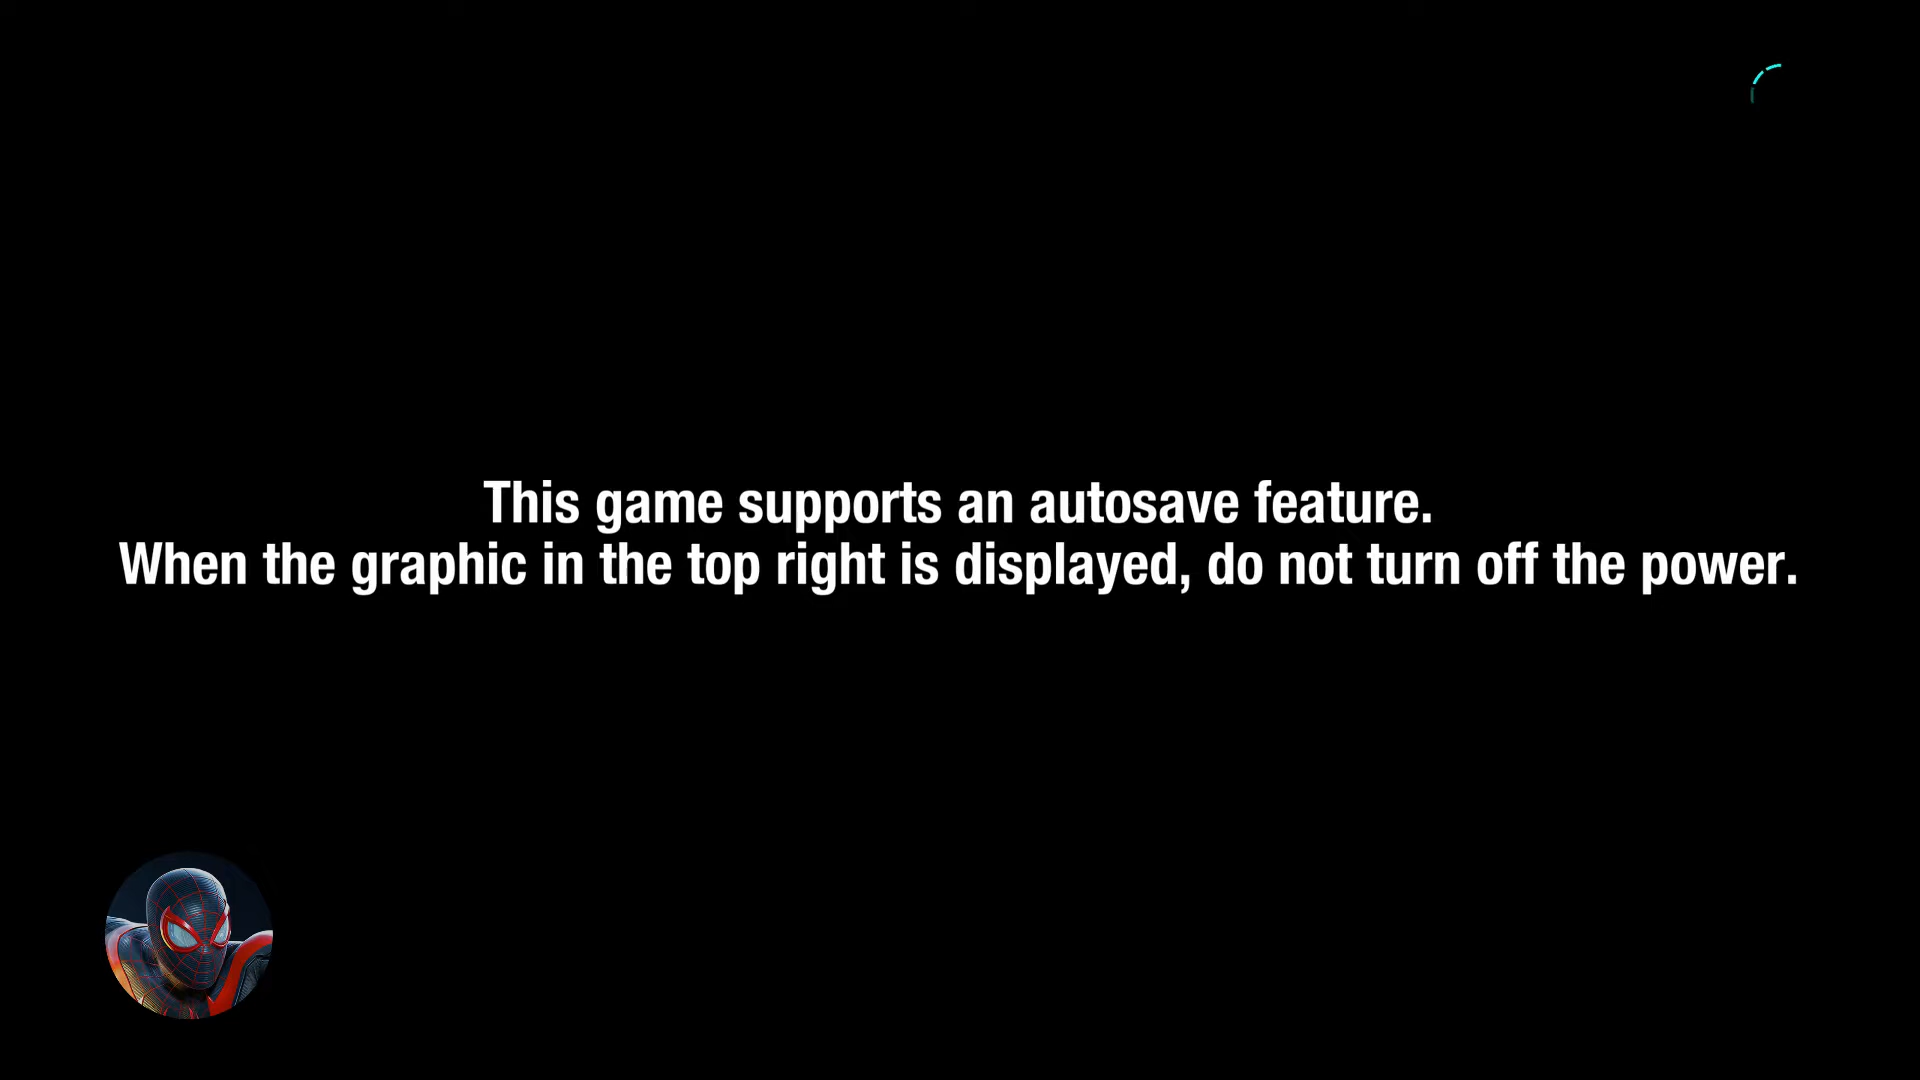 This game supports an autosave feature.
When the graphic in the top right is displayed, do not turn off the power.